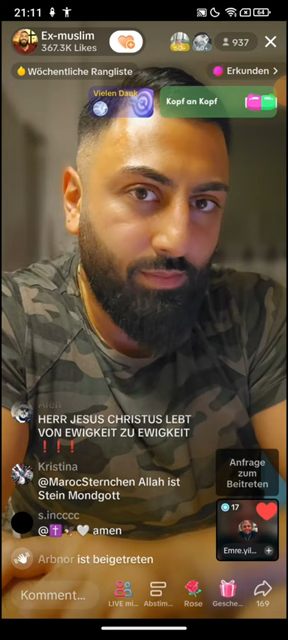 21:11
64
Ex-muslim
367.3K Likes
937
Wöchentliche Rangliste
Erkunden >
Vielen Dank
Kopf an Kopf
HERR JESUS CHRISTUS LEBT
VON EWIGKEIT ZU EWIGKEIT
❗❗❗
Kristina
@MarocSternchen Allah ist
Stein Mondgott
s.incccc
@✝️🕊️🤍 amen
Arbnor ist beigetreten
Anfrage
zum
Beitreten
17
Emre.yil... +
Komment...
LIVE mi...
Abstim...
Rose
Gesche...
169